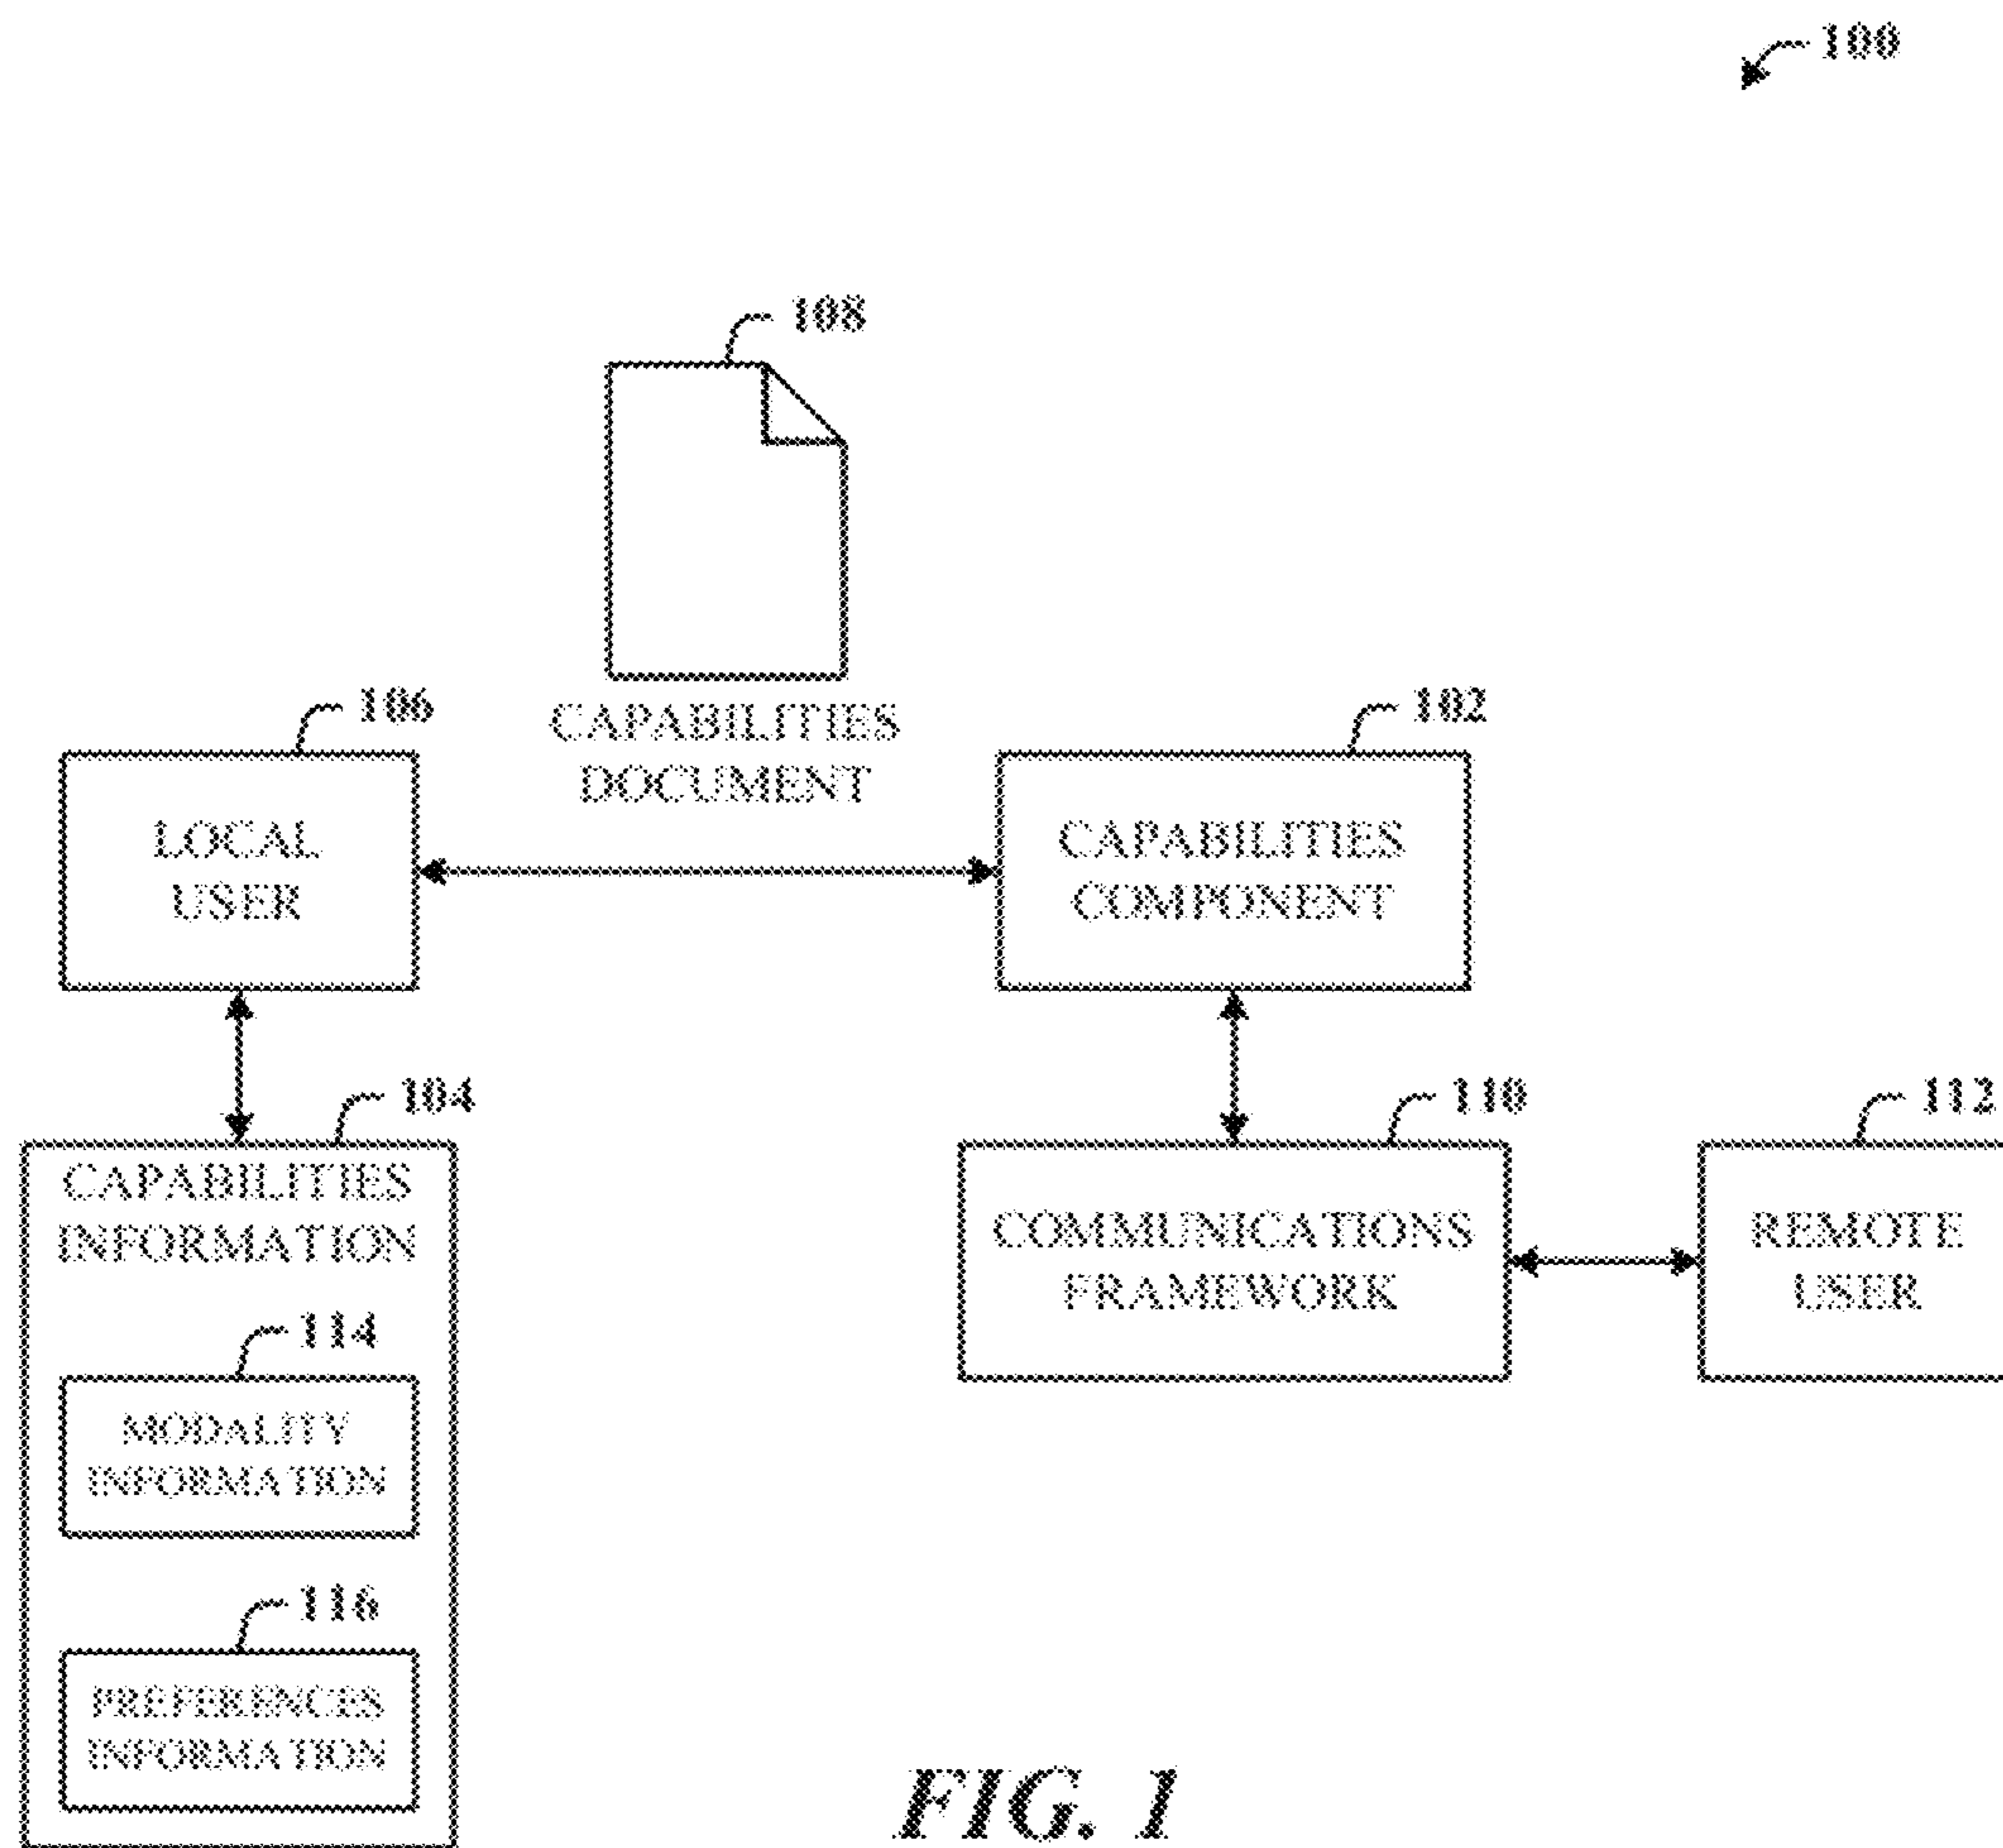 100
108
CAPABILITIES
DOCUMENT
106
LOCAL
USER
102
CAPABILITIES
COMPONENT
104
CAPABILITIES
INFORMATION
114
MODALITY
INFORMATION
116
PREFERENCES
INFORMATION
110
COMMUNICATIONS
FRAMEWORK
112
REMOTE
USER
FIG. 1